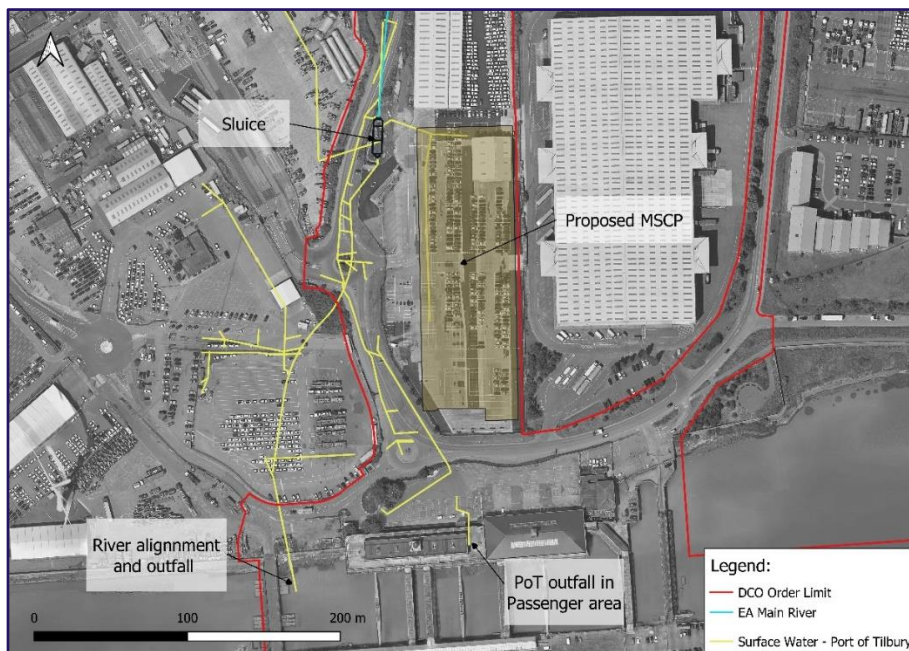 Sluice
Proposed MSCP
River alignnment
and outfall
PoT outfall in
Passenger area
0
100
200 m
Legend:
DCO Order Limit
EA Main River
Surface Water - Port of Tilbury